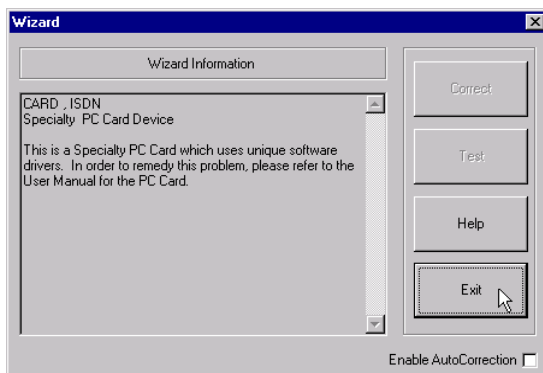 Wizard
Wizard Information
CARD , ISDN
Specialty PC Card Device
This is a Specialty PC Card which uses unique software
drivers. In order to remedy this problem, please refer to the
User Manual for the PC Card.
Correct
Test
Help
Exit
Enable AutoCorrection